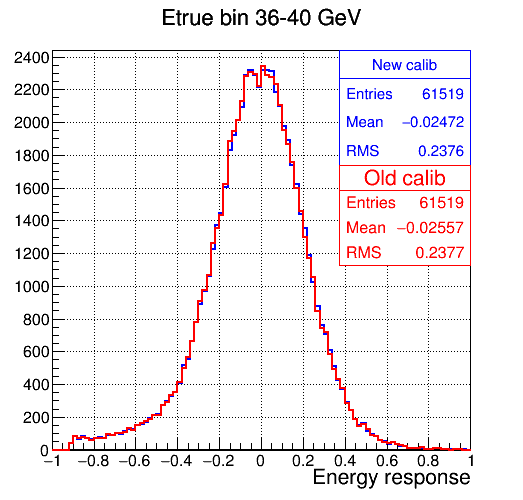 Etrue bin 36-40 GeV
New calib
Entries 61519
Mean −0.02472
RMS 0.2376
Old calib
Entries 61519
Mean −0.02557
RMS 0.2377
2400
2200
2000
1800
1600
1400
1200
1000
800
600
400
200
0
−1 −0.8 −0.6 −0.4 −0.2 0 0.2 0.4 0.6 0.8 1
Energy response